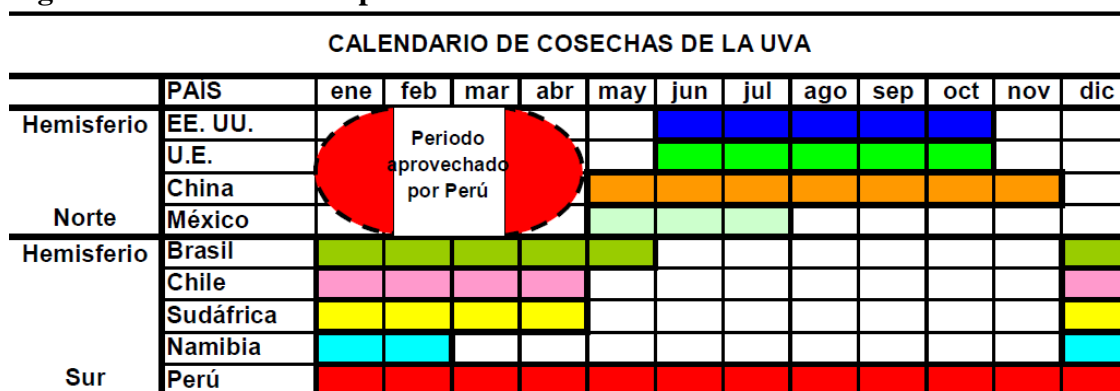 CALENDARIO DE COSECHAS DE LA UVA
PAÍS ene feb mar abr may jun jul ago sep oct nov dic
Hemisferio EE. UU.
Periodo
U.E.
aprovechado
China
por Perú
Norte México
Hemisferio Brasil
Chile
Sudáfrica
Namibia
Sur Perú